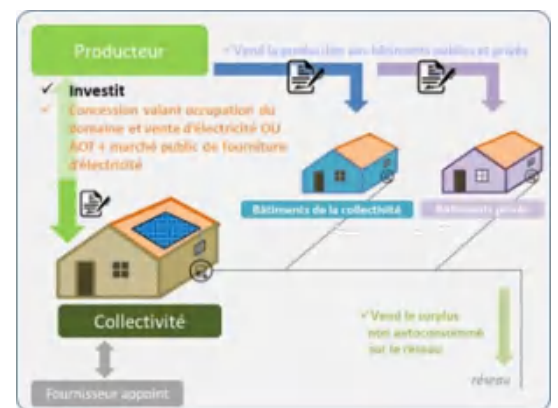 Producteur
✓ Vend la production aux bâtiments publics et privés
✓ Investit
✓ Concession valant occupation du
domaine et vente d'électricité OU
AOT + marché public de fourniture
d'électricité
Bâtiments de la collectivité
Bâtiments privés
Collectivité
✓ Vend le surplus
non autoconsommé
sur le réseau
réseau
Fournisseur appoint